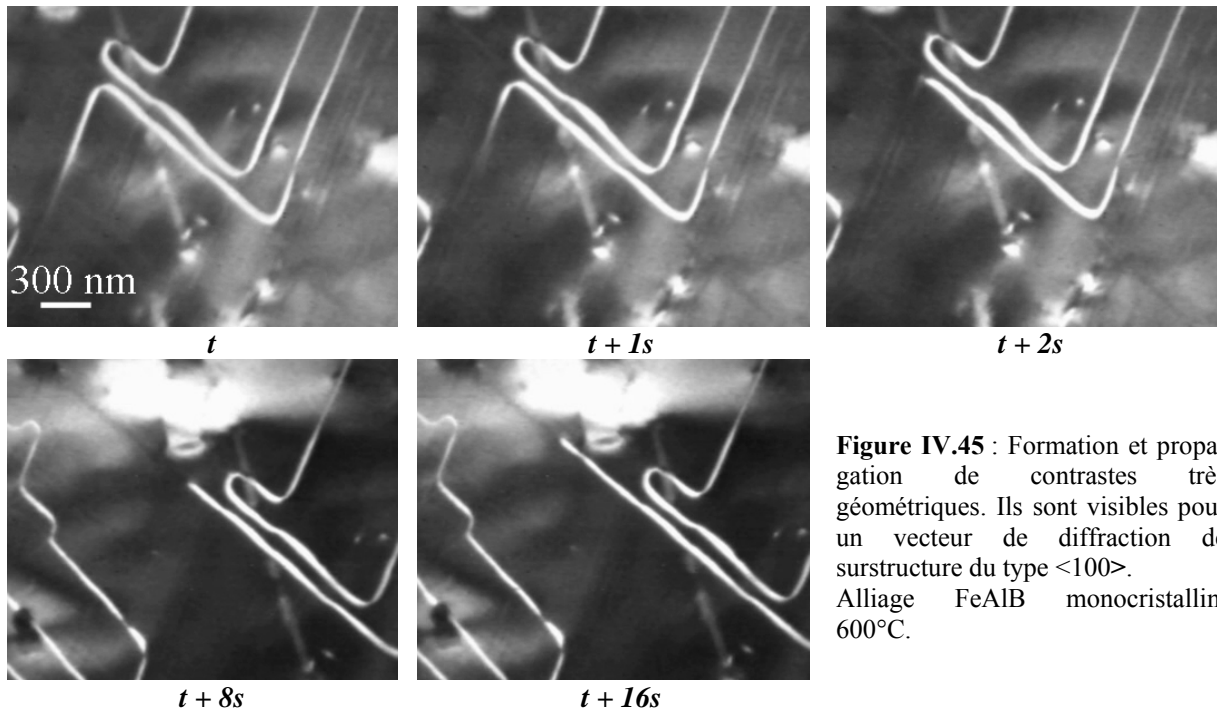 300 nm
t
t + 1s
t + 2s
t + 8s
t + 16s
Figure IV.45 : Formation et propa-
gation de contrastes trè
géométriques. Ils sont visibles pou
un vecteur de diffraction de
surstructure du type <100>.
Alliage FeAlB monocristallin
600°C.